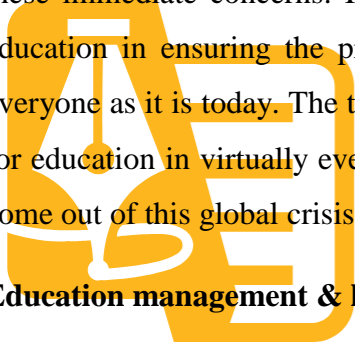 these immediate concerns.
ducation in ensuring the p
veryone as it is today. The t
or education in virtually eve
ome out of this global crisis
Education management &